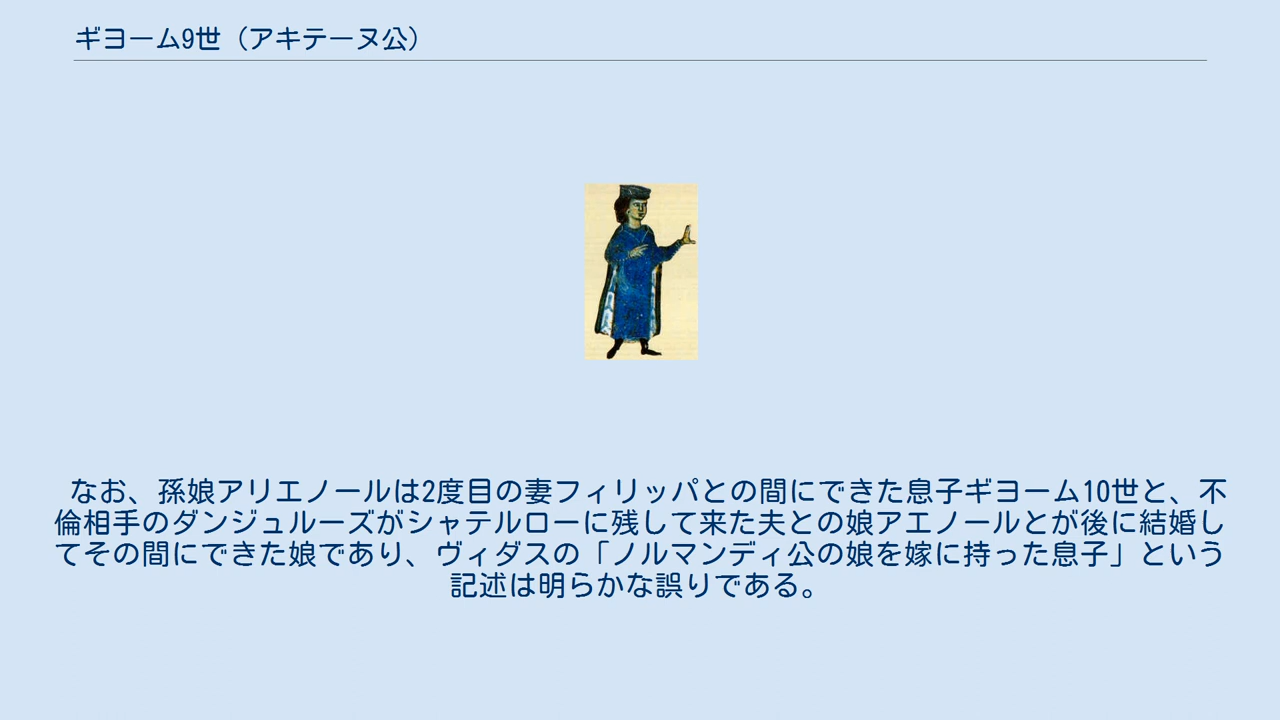 ギヨーム9世（アキテーヌ公）
なお、孫娘アリエノールは2度目の妻フィリッパとの間にできた息子ギヨーム10世と、不
倫相手のダンジュルーズがシャテルローに残して来た夫との娘アエノールとが後に結婚し
てその間にできた娘であり、ヴィダスの「ノルマンディ公の娘を嫁に持った息子」という
記述は明らかな誤りである。